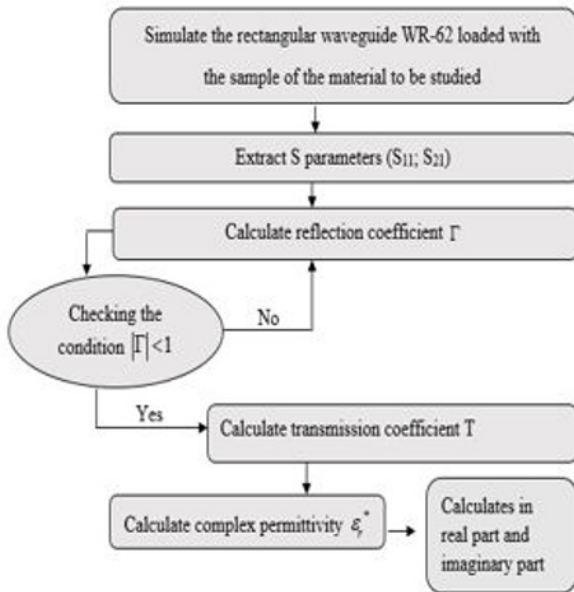 Simulate the rectangular waveguide WR-62 loaded with
the sample of the material to be studied
Extract S parameters (S₁₁; S₂₁)
Calculate reflection coefficient Γ
Checking the
condition |Γ|<1
No
Yes
Calculate transmission coefficient T
Calculate complex permittivity εᵣ*
Calculates in
real part and
imaginary part